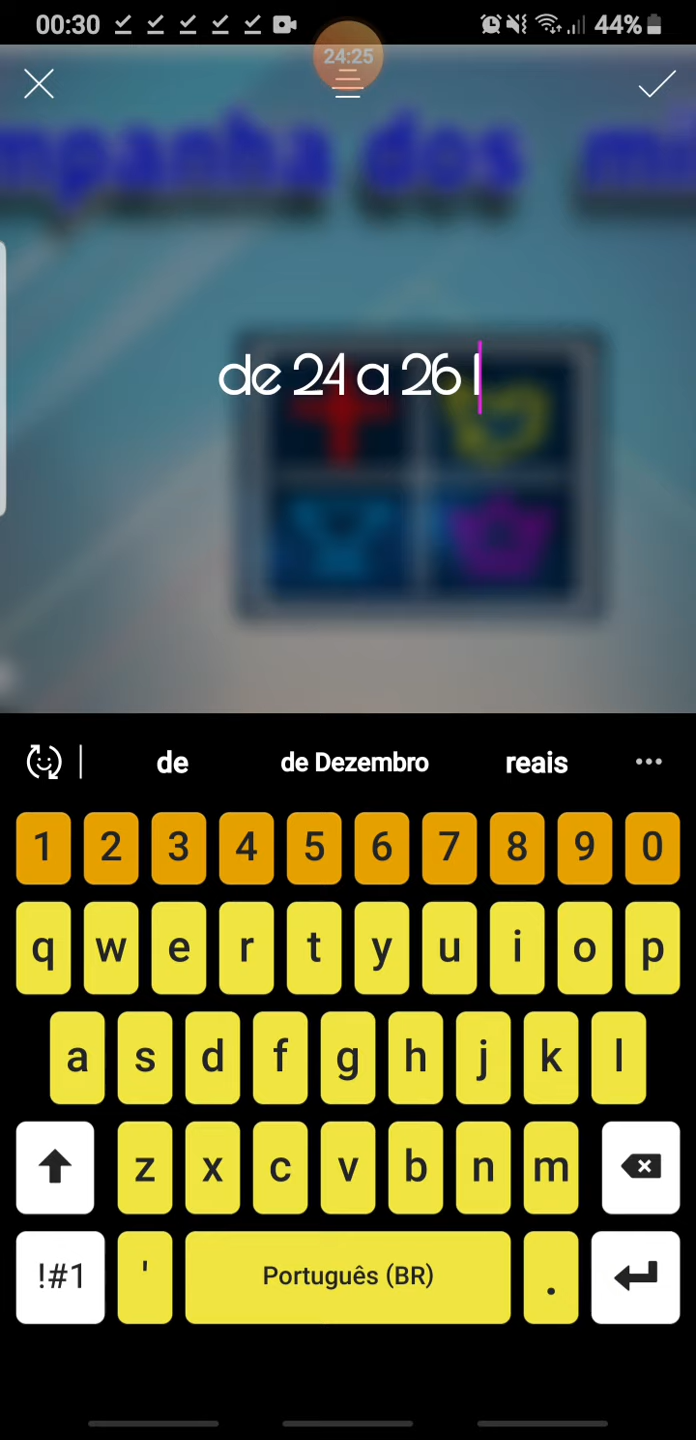 00:30 44%
24:25
mpanha dos mi
de 24 a 26 l
de de Dezembro reais
1 2 3 4 5 6 7 8 9 0
q w e r t y u i o p
a s d f g h j k l
z x c v b n m
!#1 ' Português (BR) .